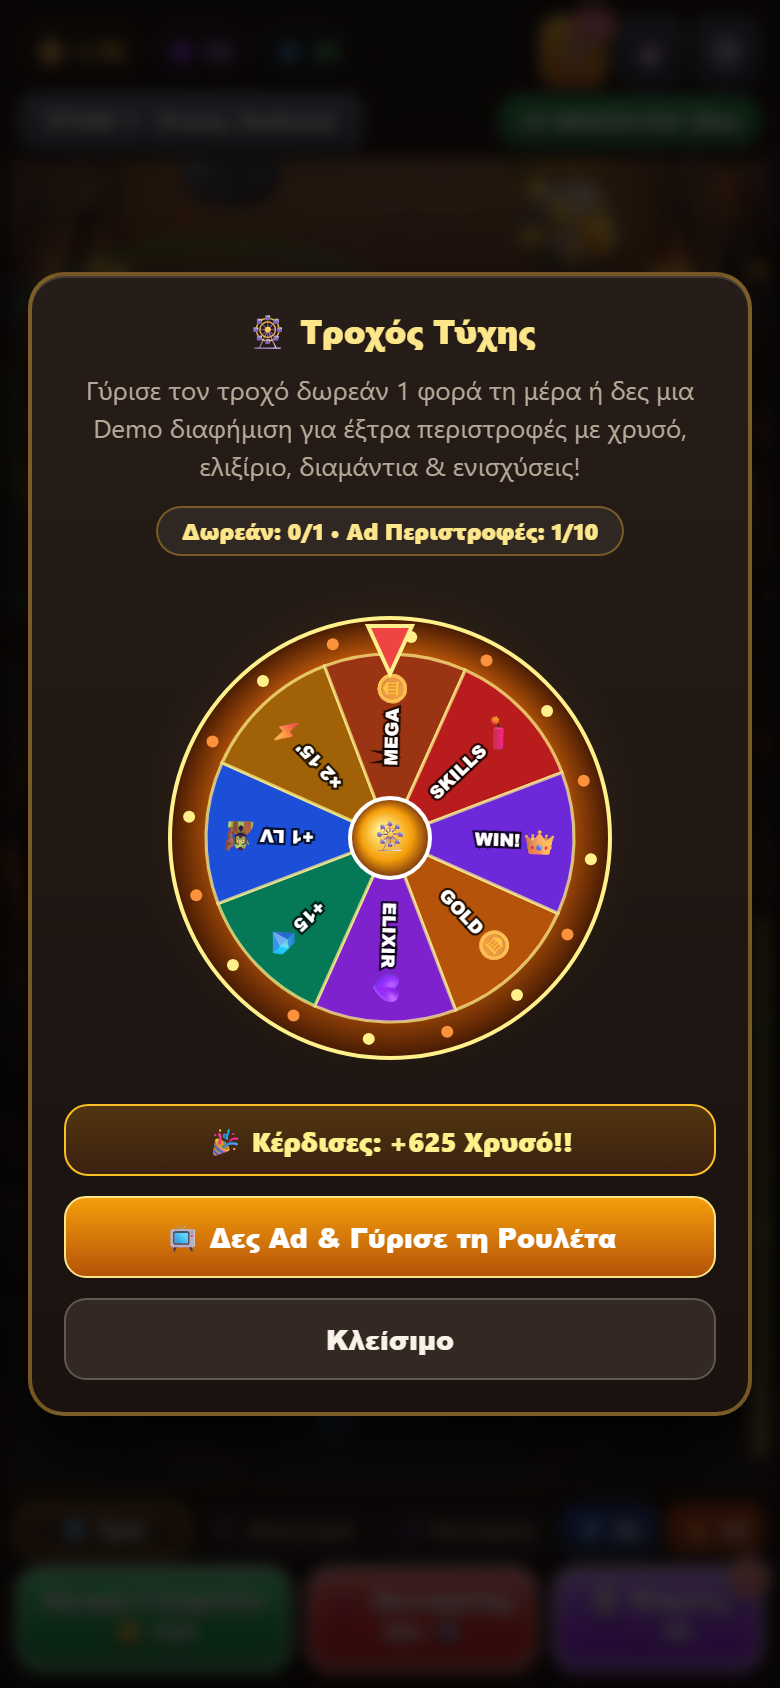 Τροχός Τύχης
Γύρισε τον τροχό δωρεάν 1 φορά τη μέρα ή δες μια
Demo διαφήμιση για έξτρα περιστροφές με χρυσό,
ελιξίριο, διαμάντια & ενισχύσεις!
Δωρεάν: 0/1 • Ad Περιστροφές: 1/10
MEGA
SKILLS
WIN!
GOLD
ELIXIR
+15
+1 LV
+2 15'
Κέρδισες: +625 Χρυσό!!
Δες Ad & Γύρισε τη Ρουλέτα
Κλείσιμο